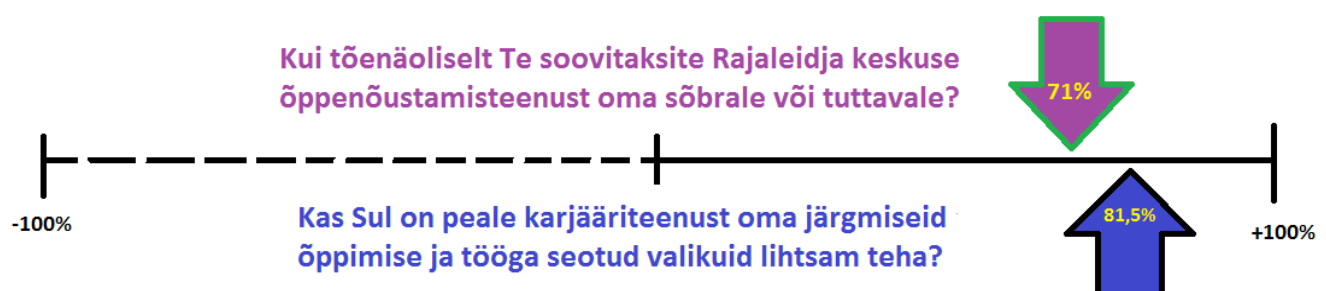 Kui tõenäoliselt Te soovitaksite Rajaleidja keskuse
õppenõustamisteenust oma sõbrale või tuttavale?
71%
-100%
Kas Sul on peale karjääriteenust oma järgmiseid
õppimise ja tööga seotud valikuid lihtsam teha?
81,5%
+100%